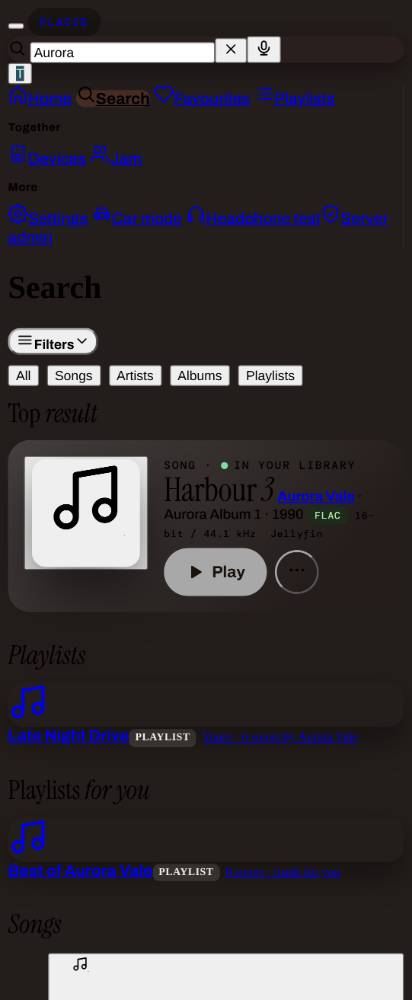 PLACES
Aurora
T
Home Search Favourites Playlists
Together
Devices Jam
More
Settings Car mode Headphone test Server
admin
Search
Filters
All Songs Artists Albums Playlists
Top result
SONG · IN YOUR LIBRARY
Harbour 3 Aurora Vale ·
Aurora Album 1 · 1990 FLAC 16-
bit / 44.1 kHz Jellyfin
Play
Playlists
Late Night Drive PLAYLIST
Playlists for you
Best of Aurora Vale PLAYLIST
Songs